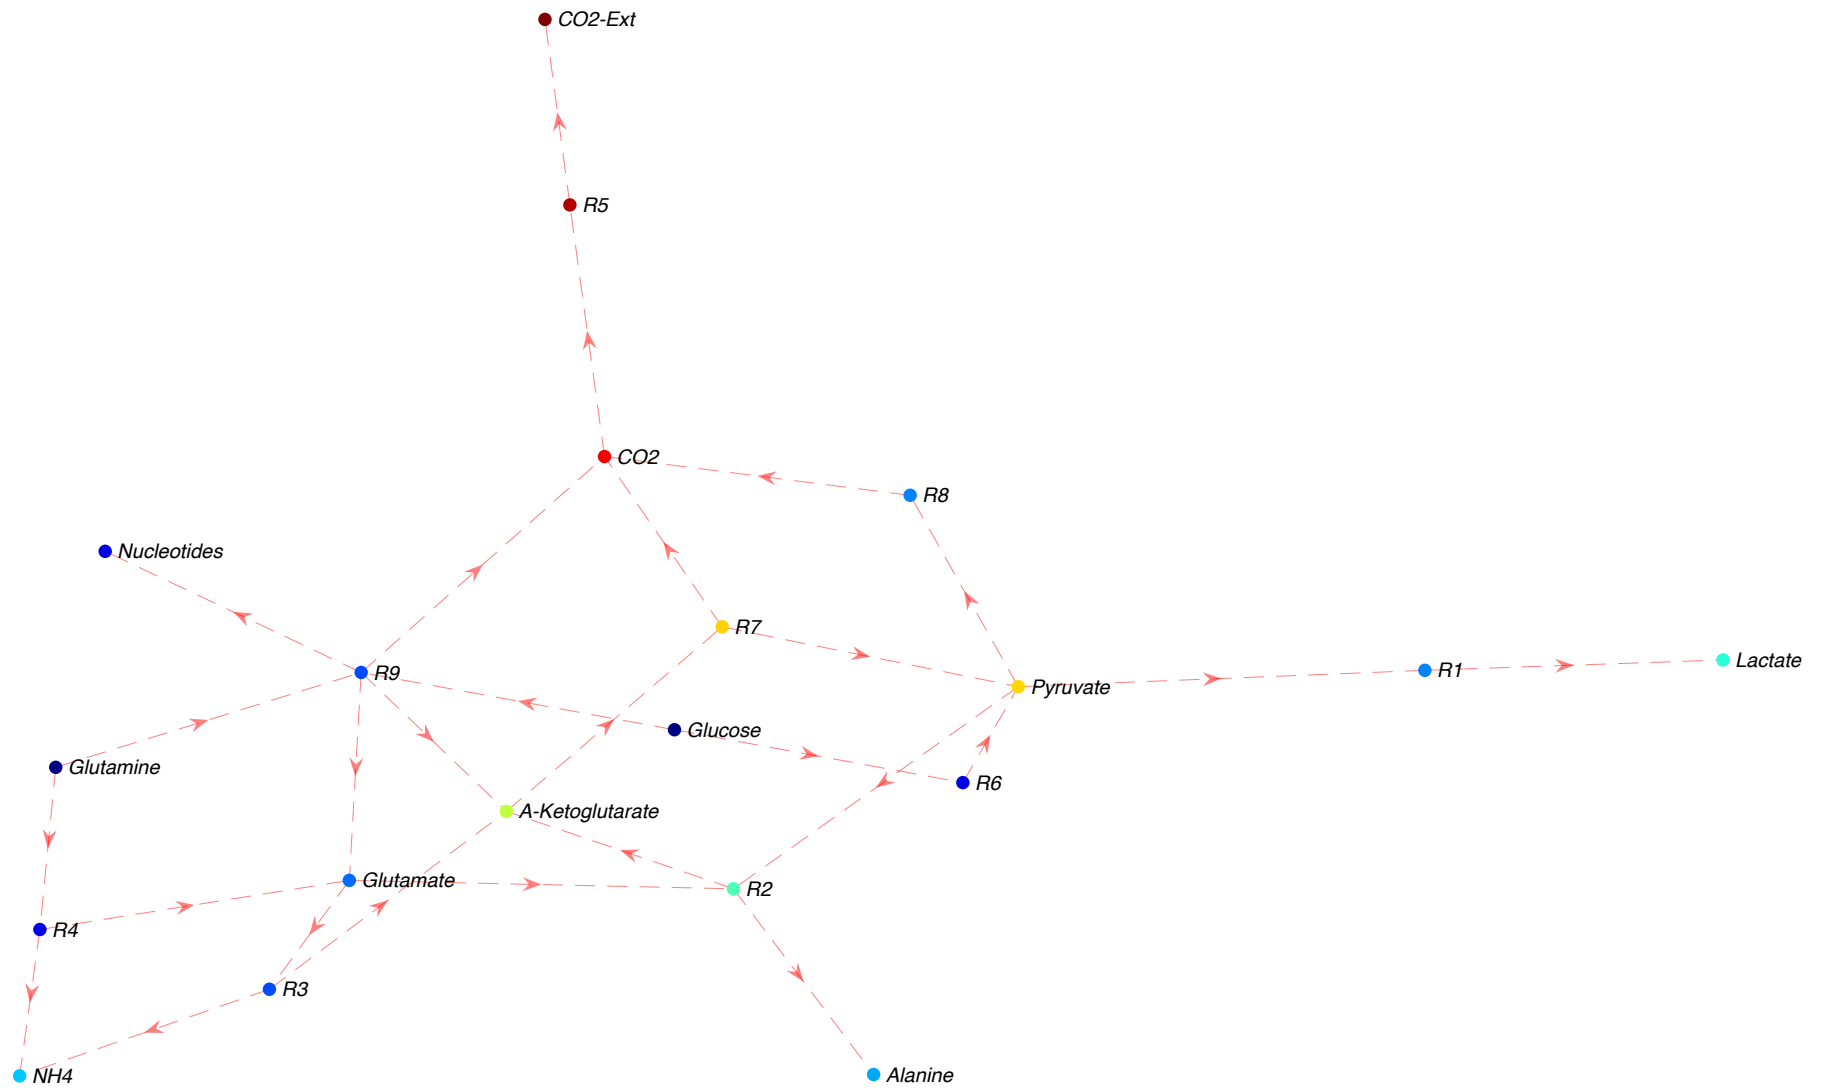 CO2-Ext
R5
CO2
R8
Nucleotides
R7
Lactate
R1
R9
Pyruvate
Glucose
Glutamine
R6
A-Ketoglutarate
Glutamate
R2
R4
R3
NH4
Alanine